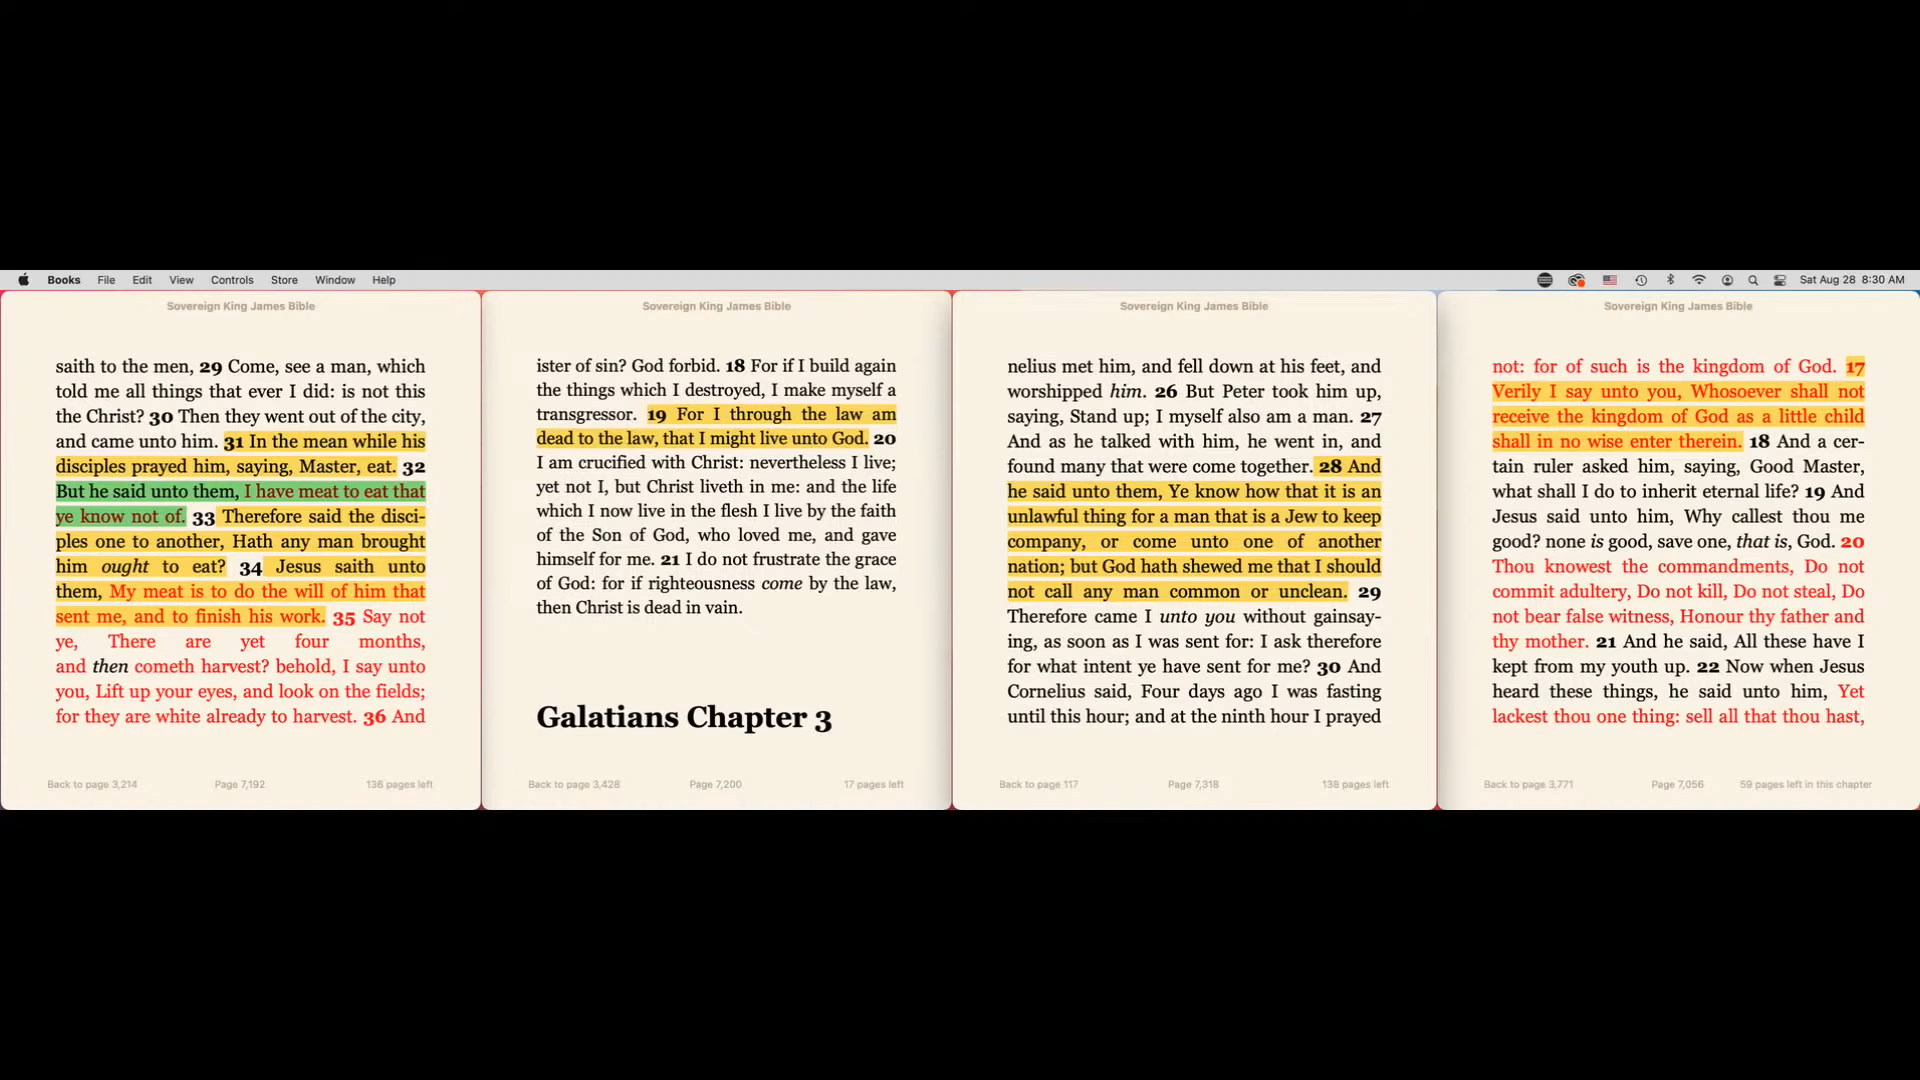 Books File Edit View Controls Store Window Help Sat Aug 28 8:30 AM
Sovereign King James Bible
saith to the men, 29 Come, see a man, which
told me all things that ever I did: is not this
the Christ? 30 Then they went out of the city,
and came unto him. 31 In the mean while his
disciples prayed him, saying, Master, eat. 32
But he said unto them, I have meat to eat that
ye know not of. 33 Therefore said the disci-
ples one to another, Hath any man brought
him ought to eat? 34 Jesus saith unto
them, My meat is to do the will of him that
sent me, and to finish his work. 35 Say not
ye, There are yet four months,
and then cometh harvest? behold, I say unto
you, Lift up your eyes, and look on the fields;
for they are white already to harvest. 36 And
Back to page 3,214 Page 7,192 136 pages left
Sovereign King James Bible
ister of sin? God forbid. 18 For if I build again
the things which I destroyed, I make myself a
transgressor. 19 For I through the law am
dead to the law, that I might live unto God. 20
I am crucified with Christ: nevertheless I live;
yet not I, but Christ liveth in me: and the life
which I now live in the flesh I live by the faith
of the Son of God, who loved me, and gave
himself for me. 21 I do not frustrate the grace
of God: for if righteousness come by the law,
then Christ is dead in vain.
Galatians Chapter 3
Back to page 3,428 Page 7,200 17 pages left
Sovereign King James Bible
nelius met him, and fell down at his feet, and
worshipped him. 26 But Peter took him up,
saying, Stand up; I myself also am a man. 27
And as he talked with him, he went in, and
found many that were come together. 28 And
he said unto them, Ye know how that it is an
unlawful thing for a man that is a Jew to keep
company, or come unto one of another
nation; but God hath shewed me that I should
not call any man common or unclean. 29
Therefore came I unto you without gainsay-
ing, as soon as I was sent for: I ask therefore
for what intent ye have sent for me? 30 And
Cornelius said, Four days ago I was fasting
until this hour; and at the ninth hour I prayed
Back to page 117 Page 7,318 138 pages left
Sovereign King James Bible
not: for of such is the kingdom of God. 17
Verily I say unto you, Whosoever shall not
receive the kingdom of God as a little child
shall in no wise enter therein. 18 And a cer-
tain ruler asked him, saying, Good Master,
what shall I do to inherit eternal life? 19 And
Jesus said unto him, Why callest thou me
good? none is good, save one, that is, God. 20
Thou knowest the commandments, Do not
commit adultery, Do not kill, Do not steal, Do
not bear false witness, Honour thy father and
thy mother. 21 And he said, All these have I
kept from my youth up. 22 Now when Jesus
heard these things, he said unto him, Yet
lackest thou one thing: sell all that thou hast,
Back to page 3,771 Page 7,056 59 pages left in this chapter